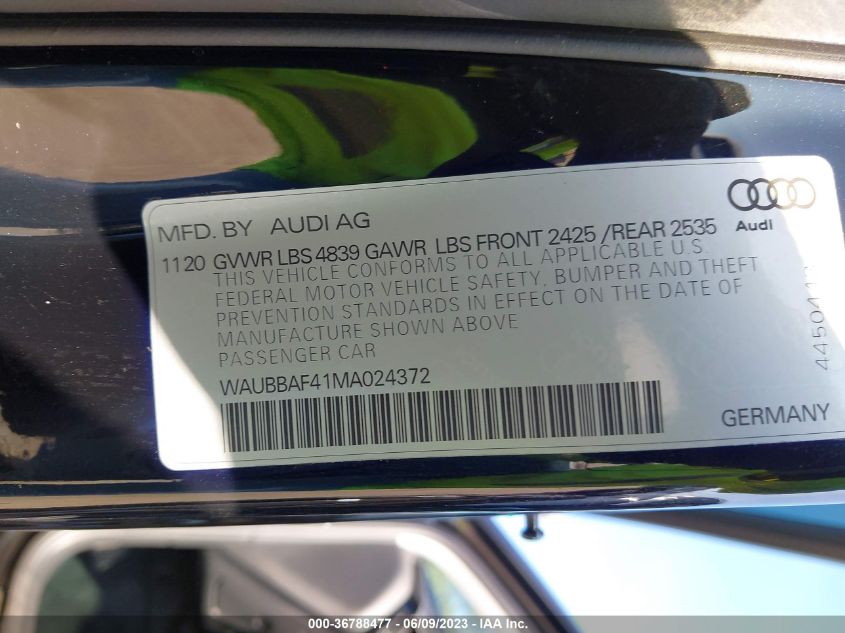 MFD. BY AUDI AG
Audi
1120 GVWR LBS 4839 GAWR LBS FRONT 2425 /REAR 2535
THIS VEHICLE CONFORMS TO ALL APPLICABLE U.S.
FEDERAL MOTOR VEHICLE SAFETY, BUMPER AND THEFT
PREVENTION STANDARDS IN EFFECT ON THE DATE OF
MANUFACTURE SHOWN ABOVE
PASSENGER CAR
WAUBBAF41MA024372
GERMANY
000-36788477 - 06/09/2023 - IAA Inc.